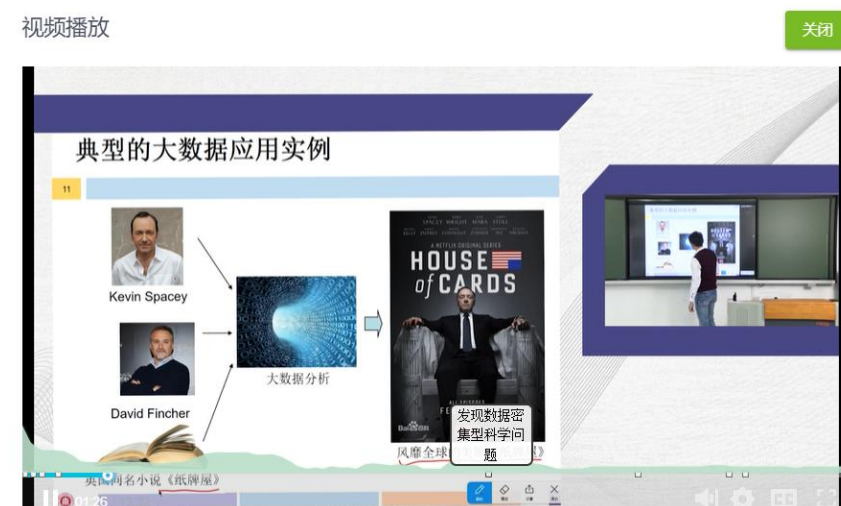 视频播放
关闭
典型的大数据应用实例
11
Kevin Spacey
David Fincher
大数据分析
A NETFLIX ORIGINAL SERIES
HOUSE
of CARDS
发现数据密
集型科学问
题
风靡全球
》
英国同名小说《纸牌屋》
01:26